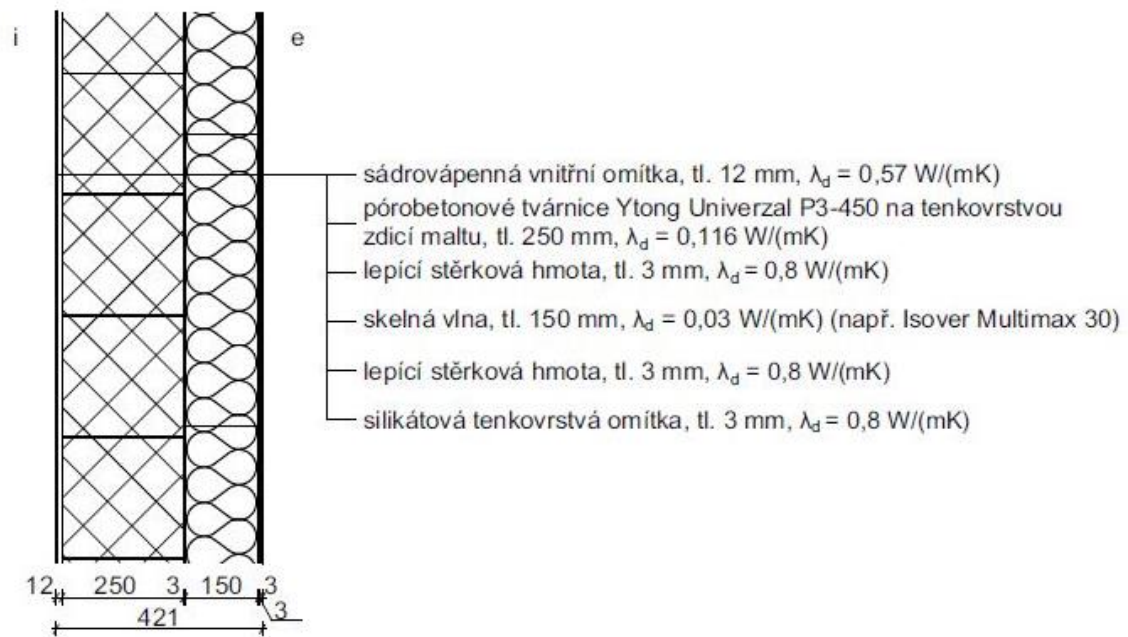 i
e
sádrovápenná vnitřní omítka, tl. 12 mm, λd = 0,57 W/(mK)
pórobetonové tvárnice Ytong Univerzal P3-450 na tenkovrstvou
zdicí maltu, tl. 250 mm, λd = 0,116 W/(mK)
lepící stěrková hmota, tl. 3 mm, λd = 0,8 W/(mK)
skelná vlna, tl. 150 mm, λd = 0,03 W/(mK) (např. Isover Multimax 30)
lepící stěrková hmota, tl. 3 mm, λd = 0,8 W/(mK)
silikátová tenkovrstvá omítka, tl. 3 mm, λd = 0,8 W/(mK)
12 250 3 150 3
3
421